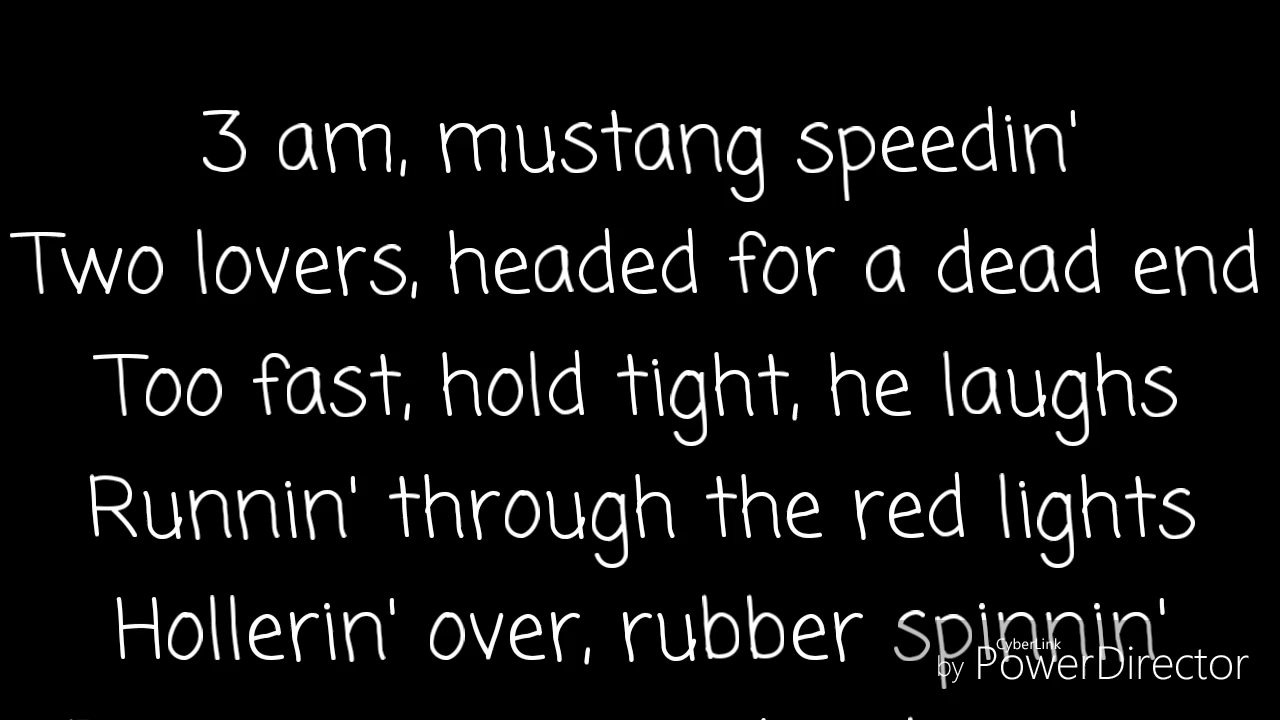 3 am, mustang speedin'
Two lovers, headed for a dead end
Too fast, hold tight, he laughs
Runnin' through the red lights
Hollerin' over, rubber spinnin'
CyberLink
by PowerDirector